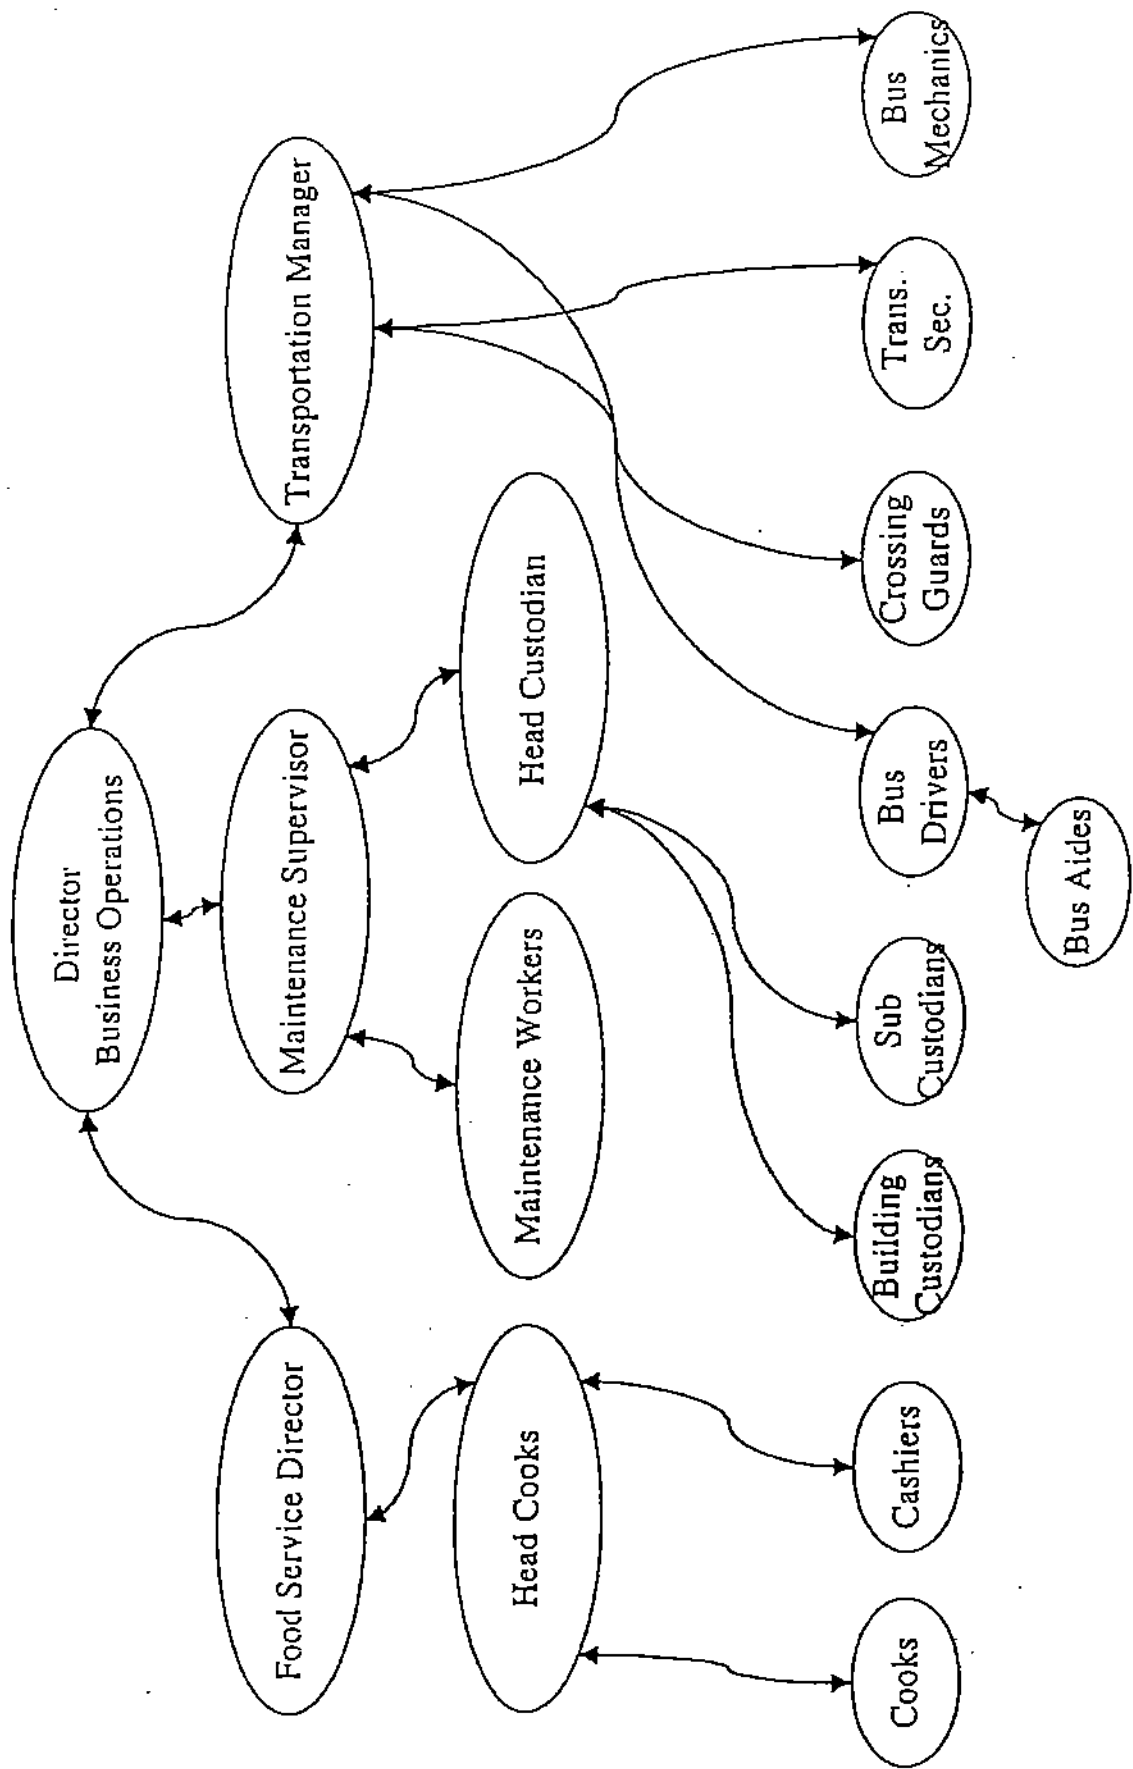 Director
Business Operations
Food Service Director
Maintenance Supervisor
Transportation Manager
Head Cooks
Maintenance Workers
Head Custodian
Cooks
Cashiers
Building
Custodians
Sub
Custodians
Bus
Drivers
Crossing
Guards
Trans.
Sec.
Bus
Mechanics
Bus Aides